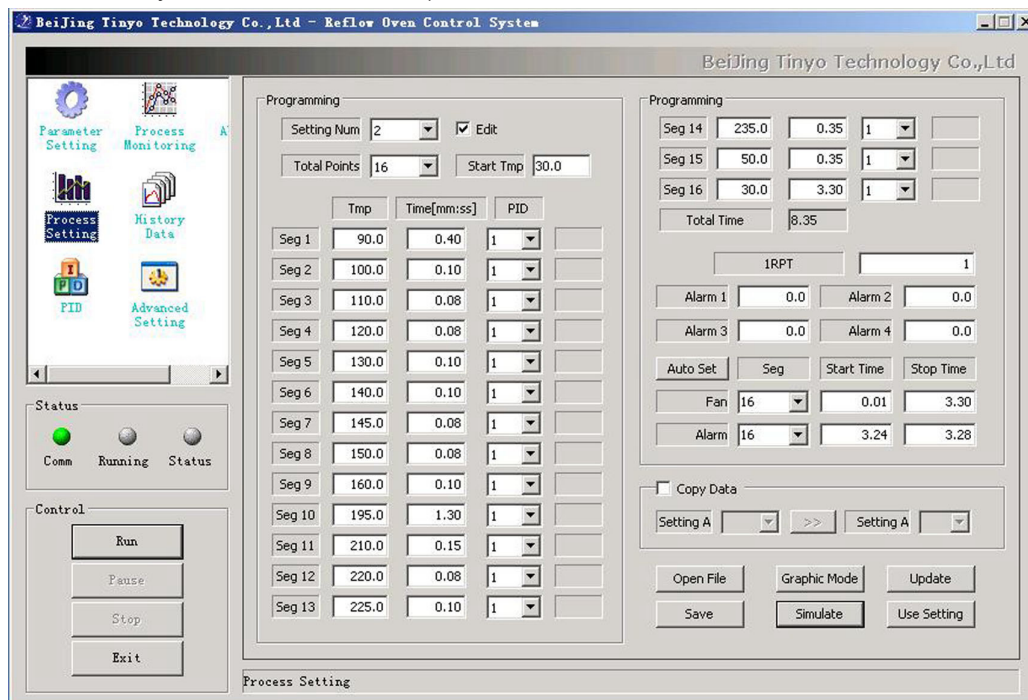 BeiJing Tinyo Technology Co.,Ltd - Reflow Oven Control System
BeiJing Tinyo Technology Co.,Ltd
Parameter Setting
Process Monitoring
Process Setting
History Data
PID
Advanced Setting
Status
Comm Running Status
Control
Run
Pause
Stop
Exit
Programming
Setting Num 2 Edit
Total Points 16 Start Tmp 30.0
Tmp Time[mm:ss] PID
Seg 1 90.0 0.40 1
Seg 2 100.0 0.10 1
Seg 3 110.0 0.08 1
Seg 4 120.0 0.08 1
Seg 5 130.0 0.10 1
Seg 6 140.0 0.10 1
Seg 7 145.0 0.08 1
Seg 8 150.0 0.08 1
Seg 9 160.0 0.10 1
Seg 10 195.0 1.30 1
Seg 11 210.0 0.15 1
Seg 12 220.0 0.08 1
Seg 13 225.0 0.10 1
Programming
Seg 14 235.0 0.35 1
Seg 15 50.0 0.35 1
Seg 16 30.0 3.30 1
Total Time 8.35
1RPT 1
Alarm 1 0.0 Alarm 2 0.0
Alarm 3 0.0 Alarm 4 0.0
Auto Set Seg Start Time Stop Time
Fan 16 0.01 3.30
Alarm 16 3.24 3.28
Copy Data
Setting A >> Setting A
Open File Graphic Mode Update
Save Simulate Use Setting
Process Setting